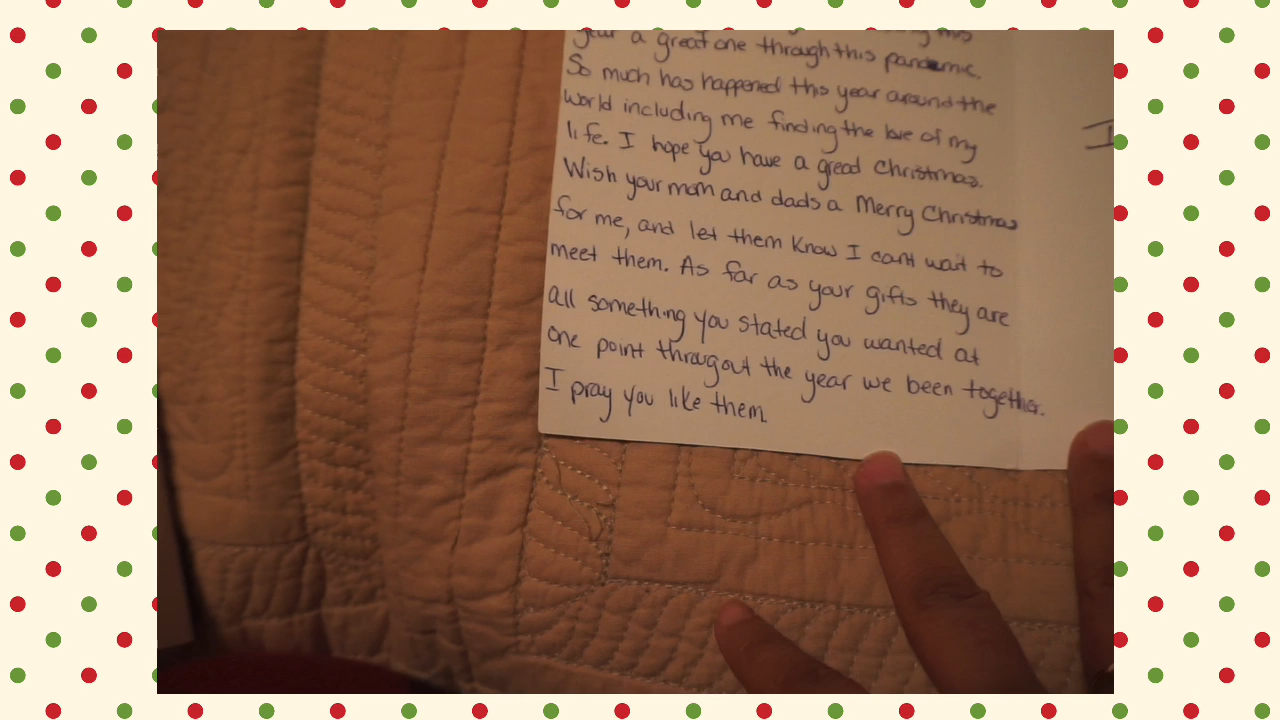 year a great one through this pandemic.
So much has happened this year around the
world including me finding the love of my
life. I hope you have a great Christmas.
Wish your mom and dads a Merry Christmas
for me, and let them know I cant wait to
meet them. As far as your gifts they are
all something you stated you wanted at
one point througout the year we been together.
I pray you like them.
I